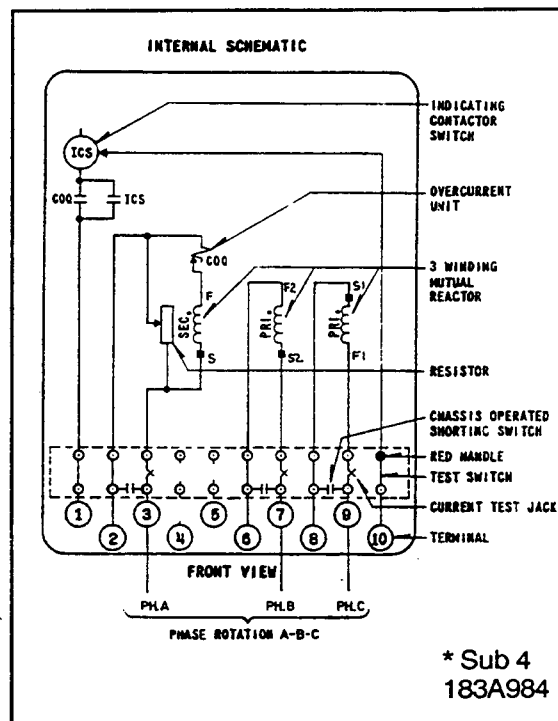 INTERNAL SCHEMATIC
INDICATING
CONTACTOR
SWITCH
ICS
COQ
ICS
OVERCURRENT
UNIT
COQ
3 WINDING
MUTUAL
REACTOR
F
SEC.
S
F2
PRI.
S2
S1
PRI.
F1
RESISTOR
CHASSIS OPERATED
SHORTING SWITCH
RED HANDLE
TEST SWITCH
CURRENT TEST JACK
TERMINAL
1
3
5
7
9
2
4
6
8
10
FRONT VIEW
PH.A
PH.B
PH.C
PHASE ROTATION A-B-C
* Sub 4
183A984